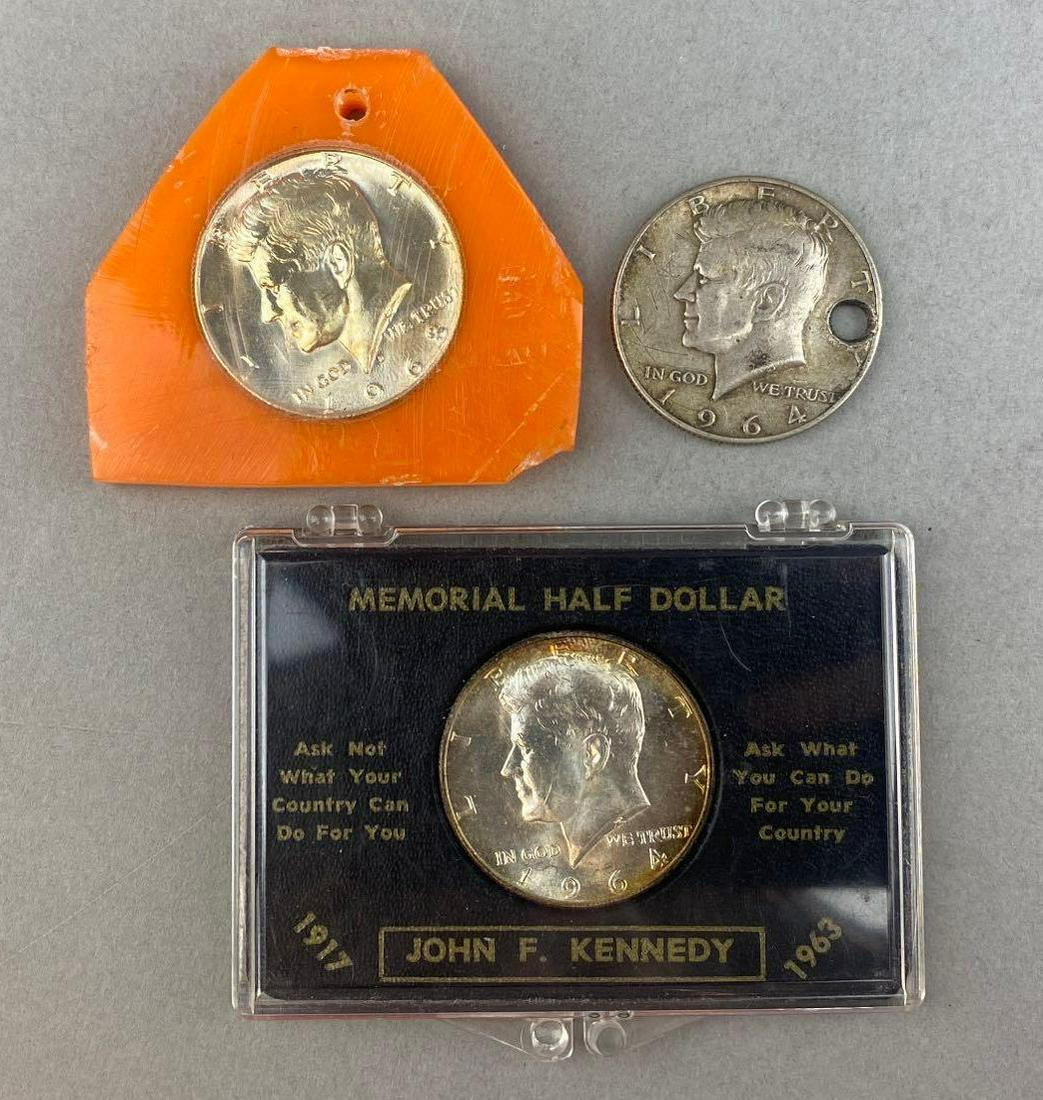 LIBERTY
IN GOD WE TRUST
1964
LIBERTY
IN GOD WE TRUST
1964
MEMORIAL HALF DOLLAR
LIBERTY
IN GOD WE TRUST
1964
Ask Not
What Your
Country Can
Do For You
Ask What
You Can Do
For Your
Country
1917
JOHN F. KENNEDY
1963